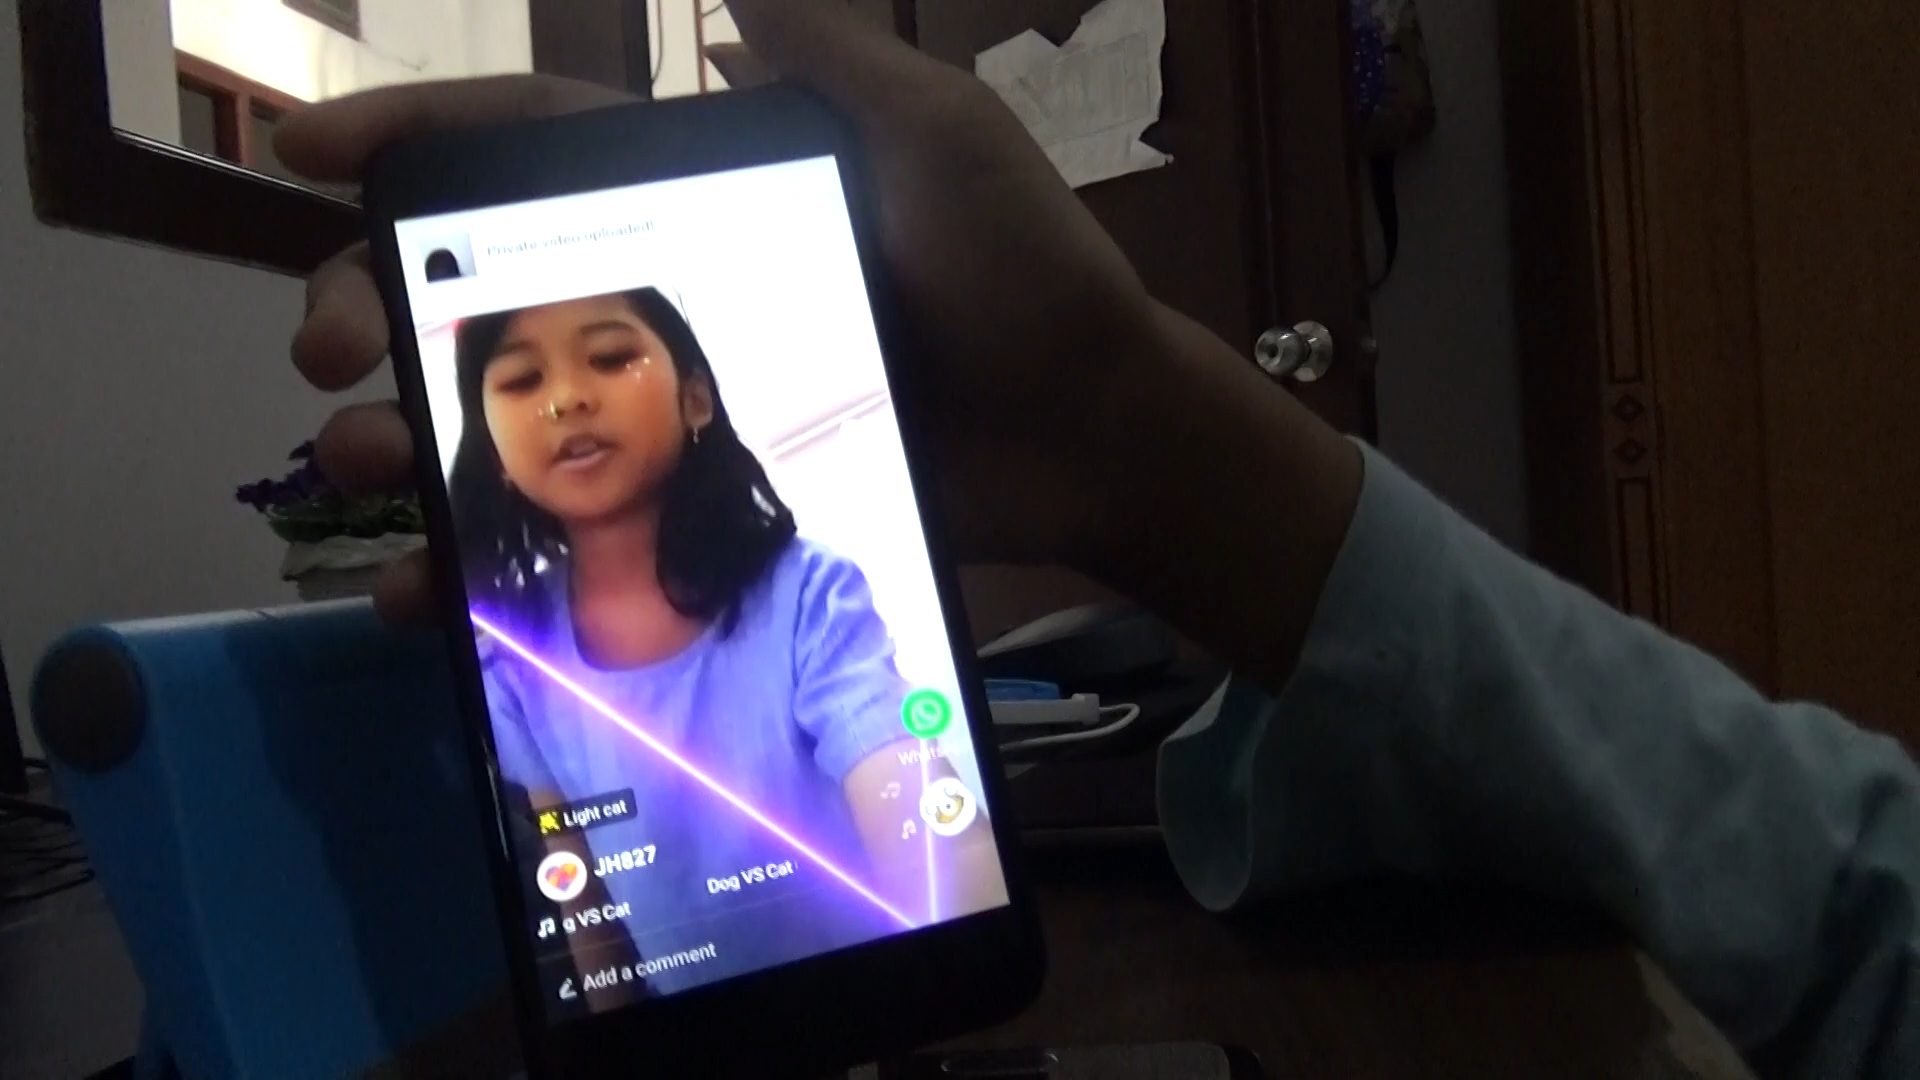 Private video uploaded!
Light cat
JH827
g VS Cat
Dog VS Cat
Add a comment